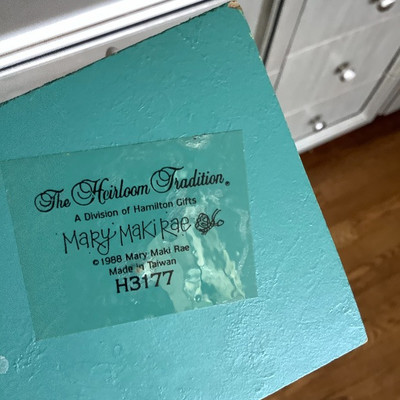 The Heirloom Tradition®
A Division of Hamilton Gifts
Mary Maki Rae
©1988 Mary Maki Rae
Made in Taiwan
H3177